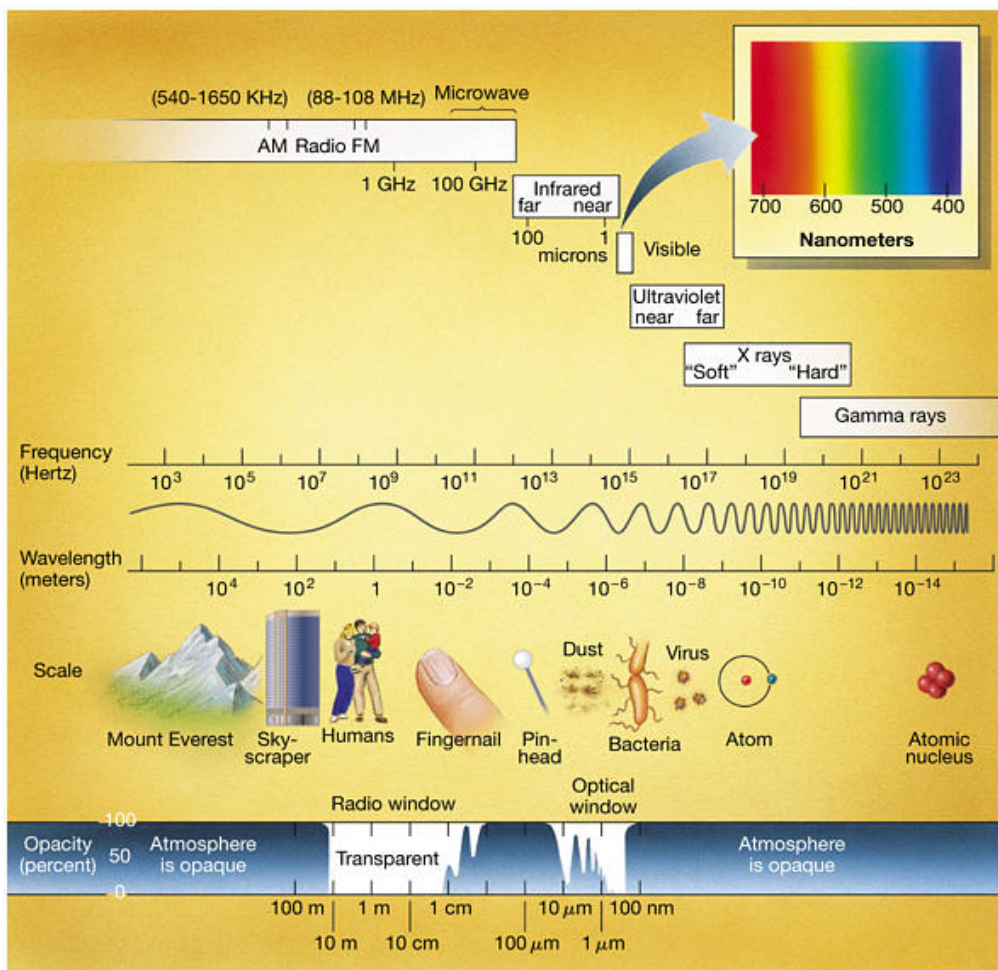 (540-1650 KHz) (88-108 MHz) Microwave
AM Radio FM
1 GHz 100 GHz
700 600 500 400
Nanometers
Infrared
far near
100 1
microns
Visible
Ultraviolet
near far
X rays
“Soft” “Hard”
Gamma rays
Frequency
(Hertz)
10³ 10⁵ 10⁷ 10⁹ 10¹¹ 10¹³ 10¹⁵ 10¹⁷ 10¹⁹ 10²¹ 10²³
Wavelength
(meters)
10⁴ 10² 1 10⁻² 10⁻⁴ 10⁻⁶ 10⁻⁸ 10⁻¹⁰ 10⁻¹² 10⁻¹⁴
Scale
Mount Everest
Sky-
scraper
Humans
Fingernail
Pin-
head
Dust
Bacteria
Virus
Atom
Atomic
nucleus
Radio window
Optical
window
Opacity
(percent)
100
50
0
Atmosphere
is opaque
Transparent
Atmosphere
is opaque
100 m 1 m 1 cm 10 μm 100 nm
10 m 10 cm 100 μm 1 μm